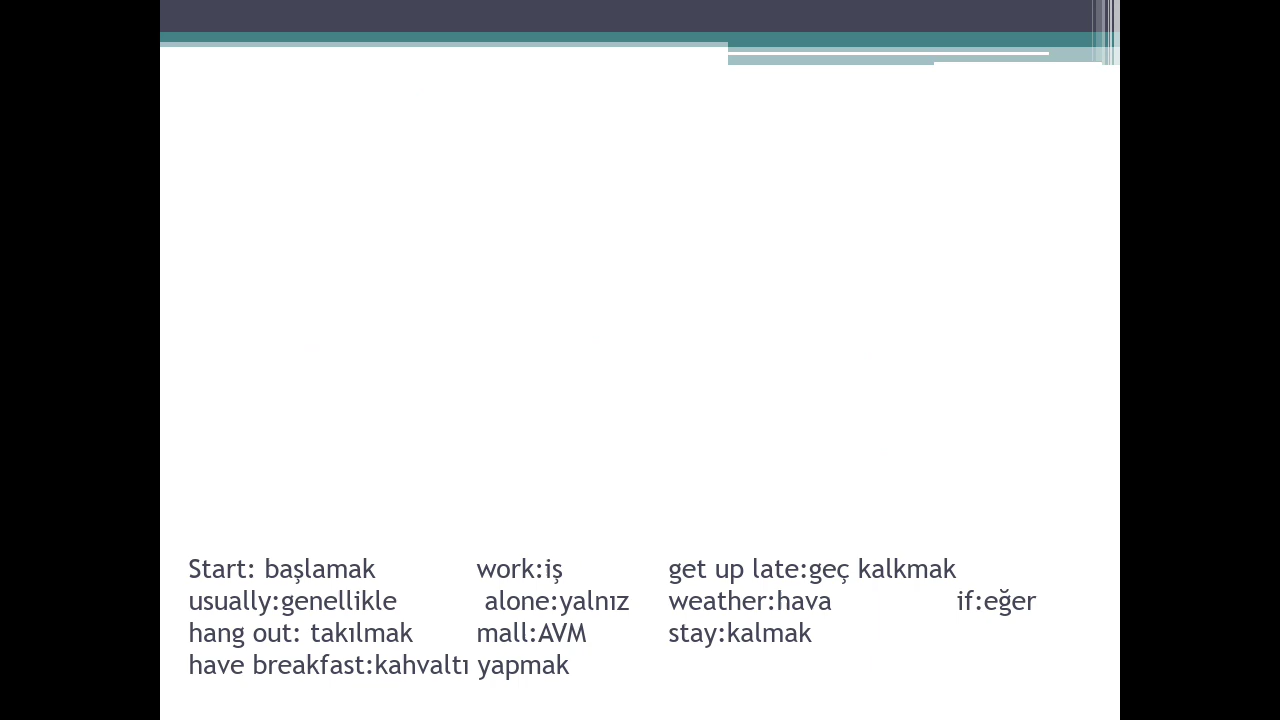 Start: başlamak work:iş get up late:geç kalkmak
usually:genellikle alone:yalnız weather:hava if:eğer
hang out: takılmak mall:AVM stay:kalmak
have breakfast:kahvaltı yapmak